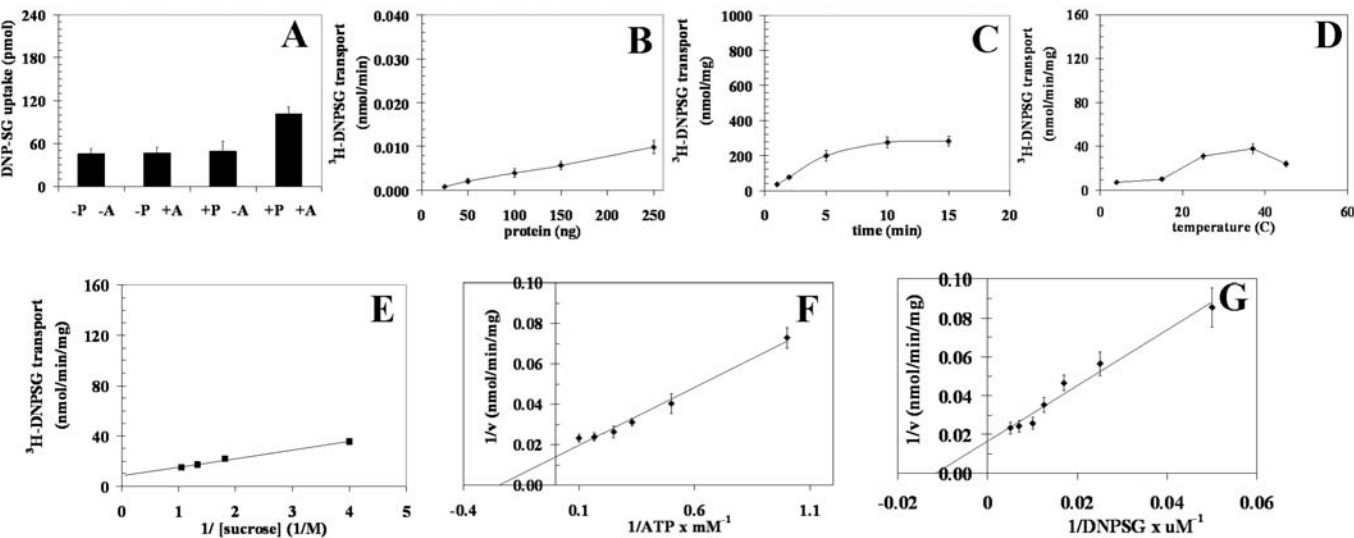 A
DNP-SG uptake (pmol)
240
180
120
60
0
-P -A -P +A +P -A +P +A
B
³H-DNPSG transport
(nmol/min)
0.040
0.030
0.020
0.010
0.000
0 50 100 150 200 250
protein (ng)
C
³H-DNPSG transport
(nmol/mg)
1000
800
600
400
200
0
0 5 10 15 20
time (min)
D
³H-DNPSG transport
(nmol/min/mg)
160
120
80
40
0
0 20 40 60
temperature (C)
E
³H-DNPSG transport
(nmol/min/mg)
160
120
80
40
0
0 1 2 3 4 5
1/ [sucrose] (1/M)
F
1/v (nmol/min/mg)
0.10
0.08
0.06
0.04
0.02
0.00
-0.4 0.1 0.6 1.1
1/ATP x mM⁻¹
G
1/v (nmol/min/mg)
0.10
0.08
0.06
0.04
0.02
0.00
-0.02 0 0.02 0.04 0.06
1/DNPSG x uM⁻¹